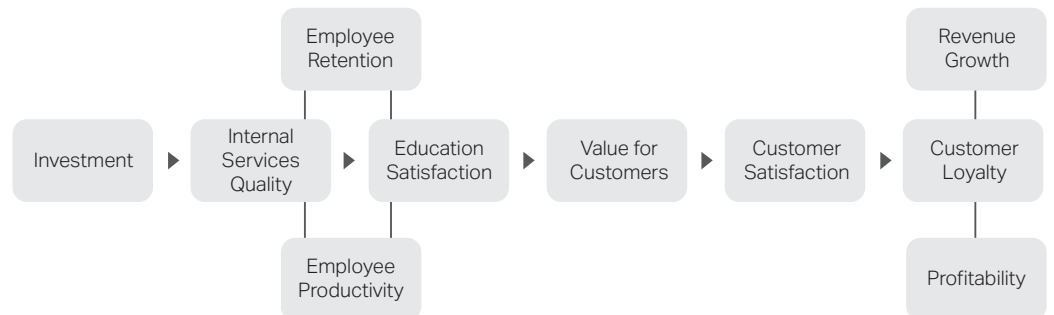 Employee
Retention
Revenue
Growth
Investment
Internal
Services
Quality
Education
Satisfaction
Value for
Customers
Customer
Satisfaction
Customer
Loyalty
Employee
Productivity
Profitability